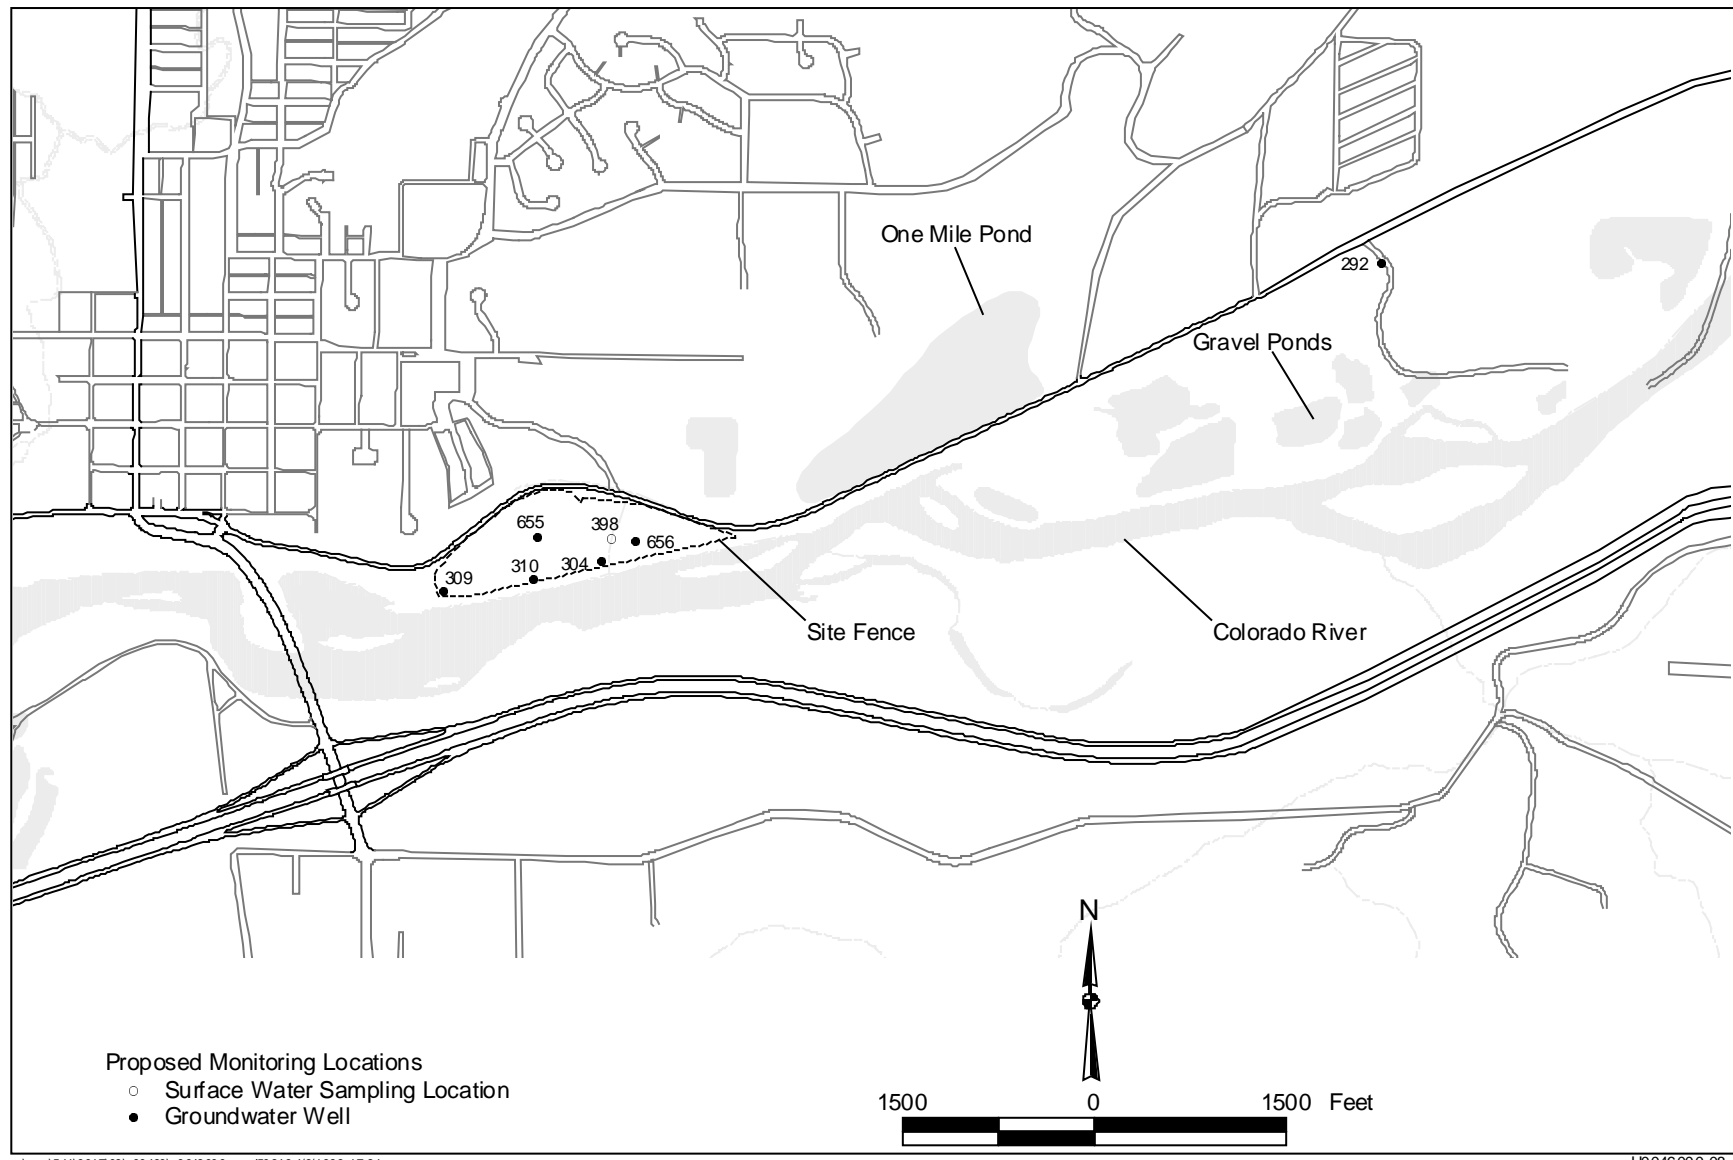 One Mile Pond
292
Gravel Ponds
655
398
656
310
304
309
Site Fence
Colorado River
N
Proposed Monitoring Locations
Surface Water Sampling Location
Groundwater Well
1500 0 1500 Feet